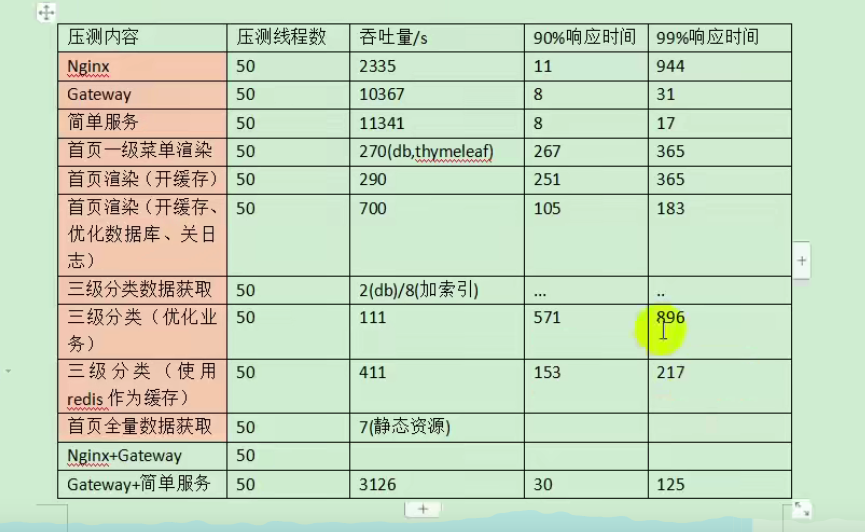 压测内容 压测线程数 吞吐量/s 90%响应时间 99%响应时间
Nginx 50 2335 11 944
Gateway 50 10367 8 31
简单服务 50 11341 8 17
首页一级菜单渲染 50 270(db,thymeleaf) 267 365
首页渲染（开缓存） 50 290 251 365
首页渲染（开缓存、 50 700 105 183
优化数据库、关日
志）
三级分类数据获取 50 2(db)/8(加索引) ... ..
三级分类（优化业 50 111 571 896
务）
三级分类（使用 50 411 153 217
redis作为缓存）
首页全量数据获取 50 7(静态资源)
Nginx+Gateway 50
Gateway+简单服务 50 3126 30 125